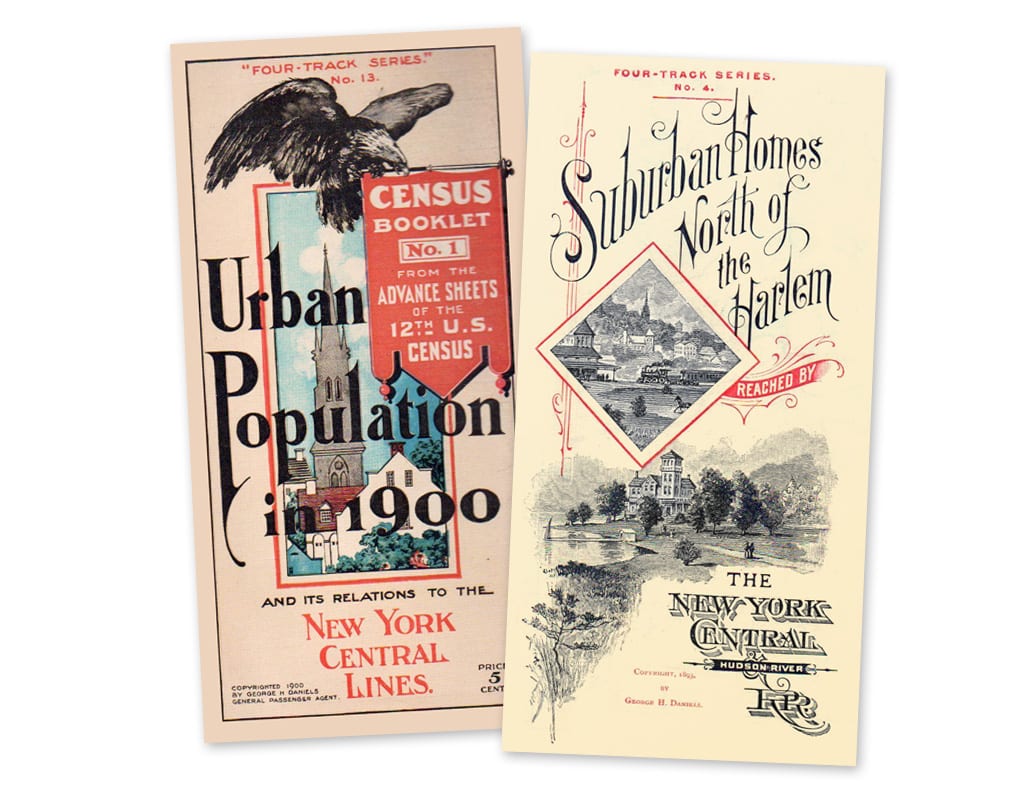 "FOUR-TRACK SERIES."
No. 13.
CENSUS
BOOKLET
No. 1
FROM THE
ADVANCE SHEETS
OF THE
12TH U.S.
CENSUS
Urban
Population
in 1900
AND ITS RELATIONS TO THE
NEW YORK
CENTRAL
LINES.
COPYRIGHTED 1900
BY GEORGE H. DANIELS
GENERAL PASSENGER AGENT.
PRIC
5
CENT
FOUR-TRACK SERIES.
No. 4.
Suburban Homes
North of
the
Harlem
REACHED BY
THE
NEW YORK
CENTRAL
&
HUDSON RIVER
RR
COPYRIGHT, 1893,
BY
GEORGE H. DANIELS.